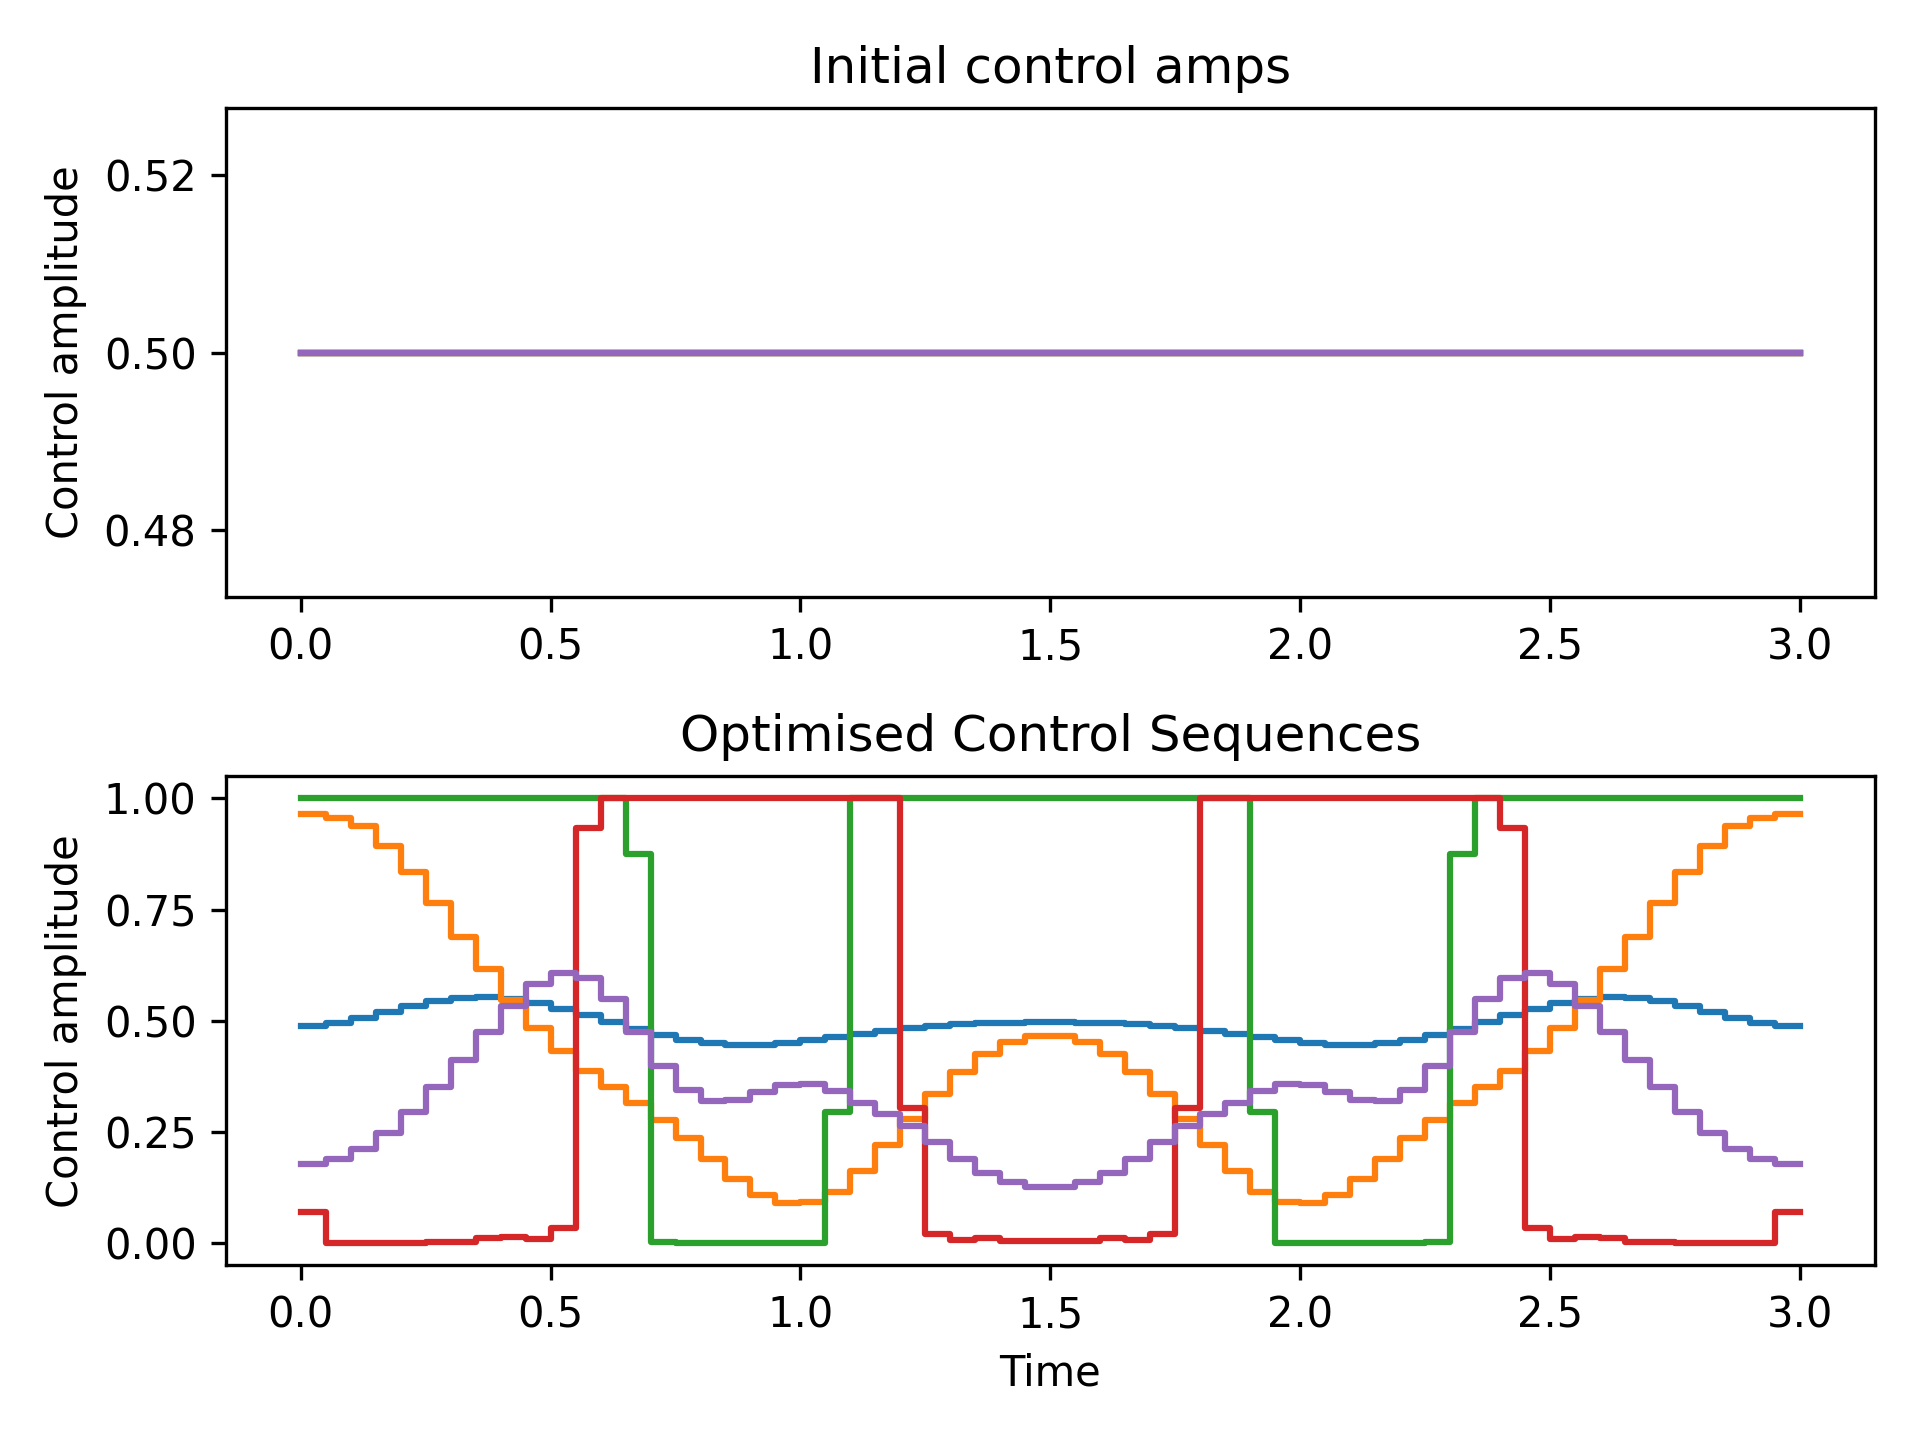 Initial control amps
Control amplitude
0.52
0.50
0.48
0.0 0.5 1.0 1.5 2.0 2.5 3.0
Optimised Control Sequences
Control amplitude
1.00
0.75
0.50
0.25
0.00
0.0 0.5 1.0 1.5 2.0 2.5 3.0
Time